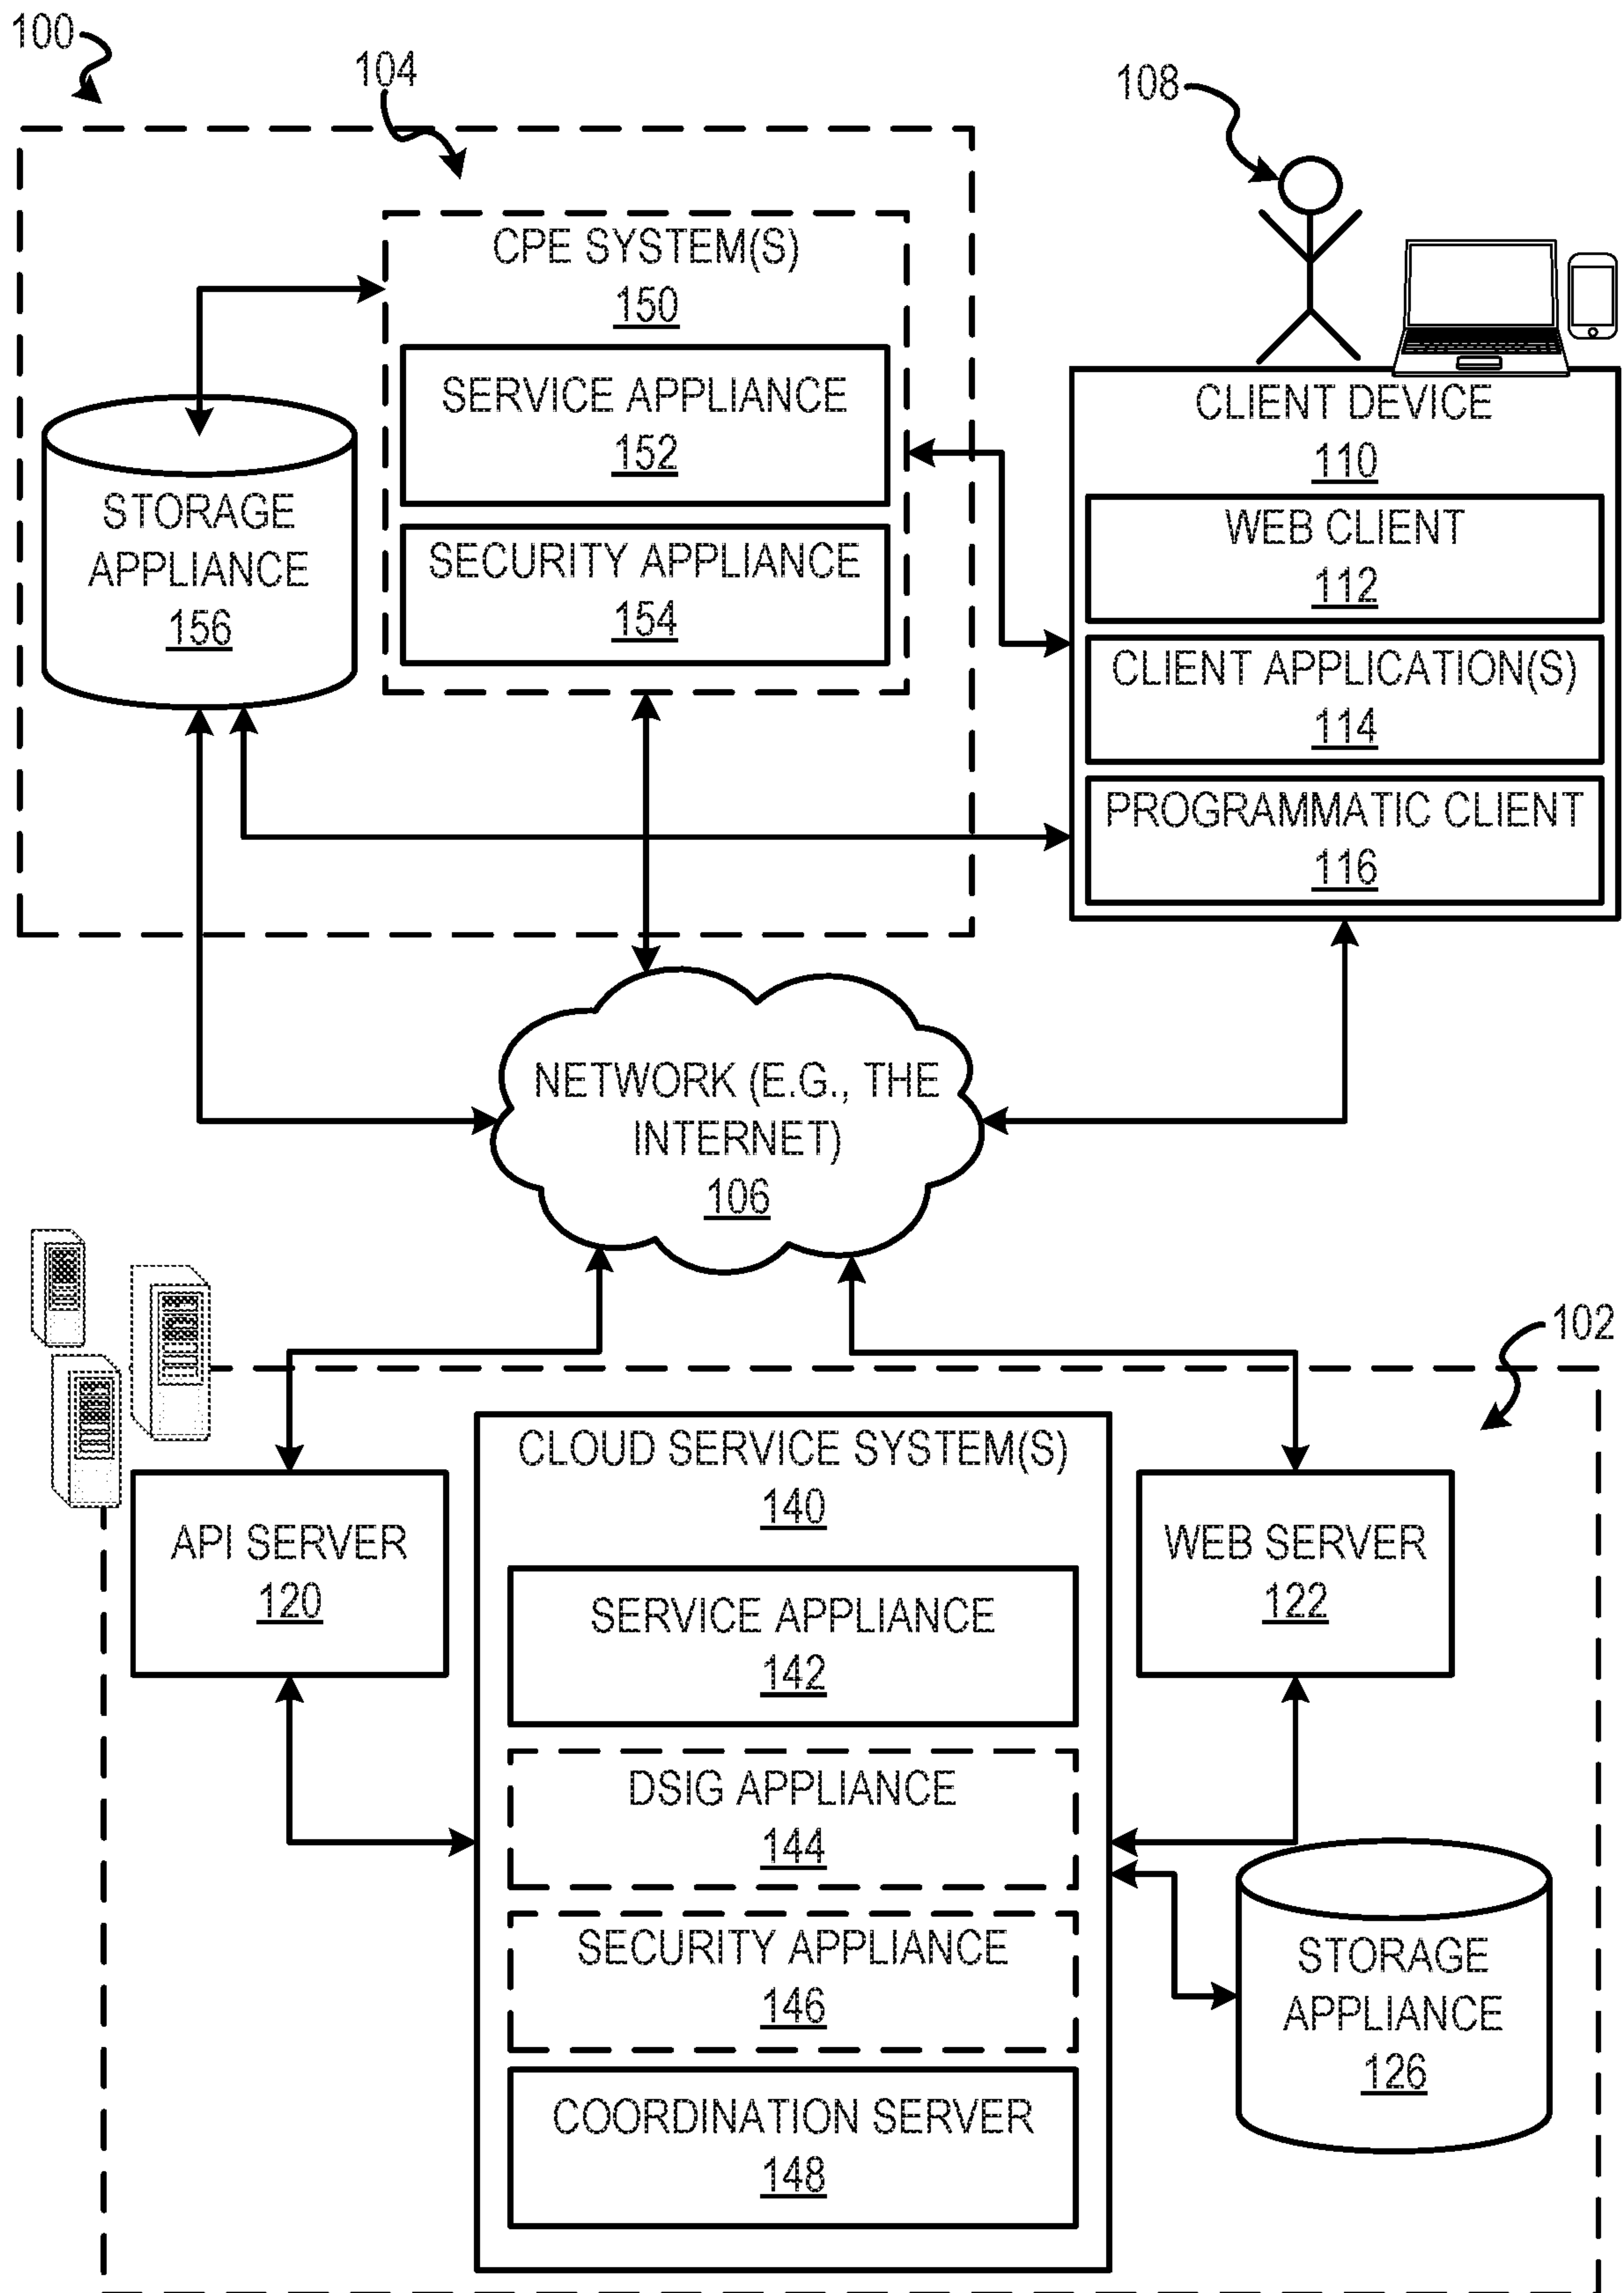 100
104
108
CPE SYSTEM(S)
150
SERVICE APPLIANCE
152
SECURITY APPLIANCE
154
STORAGE
APPLIANCE
156
CLIENT DEVICE
110
WEB CLIENT
112
CLIENT APPLICATION(S)
114
PROGRAMMATIC CLIENT
116
NETWORK (E.G., THE
INTERNET)
106
102
API SERVER
120
CLOUD SERVICE SYSTEM(S)
140
SERVICE APPLIANCE
142
DSIG APPLIANCE
144
SECURITY APPLIANCE
146
COORDINATION SERVER
148
WEB SERVER
122
STORAGE
APPLIANCE
126